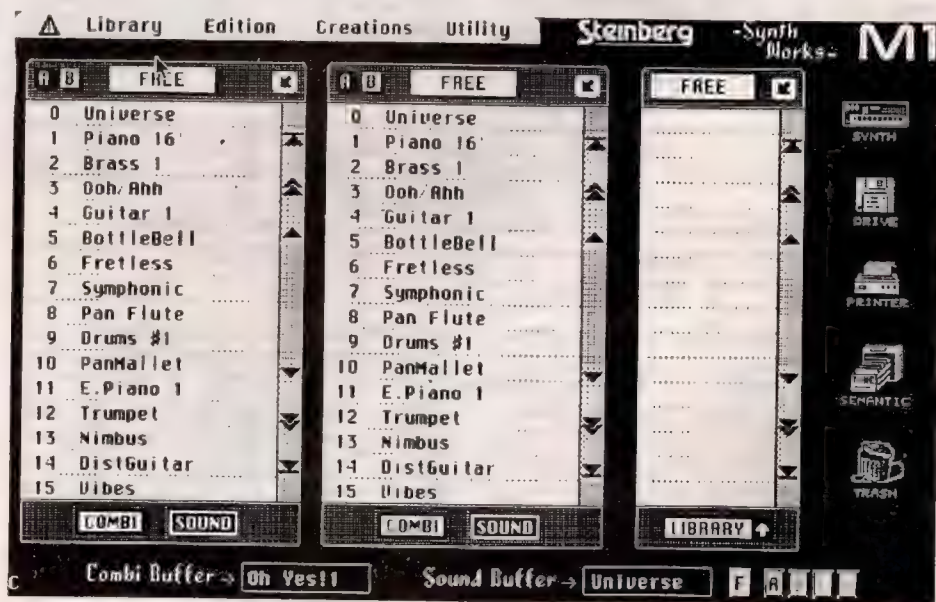 Library Edition Creations Utility Steinberg -Synth Works- M1
A B FREE
0 Universe
1 Piano 16'
2 Brass 1
3 Ooh/Ahh
4 Guitar 1
5 BottleBell
6 Fretless
7 Symphonic
8 Pan Flute
9 Drums #1
10 PanMallet
11 E.Piano 1
12 Trumpet
13 Nimbus
14 DistGuitar
15 Vibes
COMBI SOUND
A B FREE
0 Universe
1 Piano 16'
2 Brass 1
3 Ooh/Ahh
4 Guitar 1
5 BottleBell
6 Fretless
7 Symphonic
8 Pan Flute
9 Drums #1
10 PanMallet
11 E.Piano 1
12 Trumpet
13 Nimbus
14 DistGuitar
15 Vibes
COMBI SOUND
FREE
LIBRARY
SYNTH
DRIVE
PRINTER
SEMANTIC
TRASH
Combi Buffer→ Oh Yes!1
Sound Buffer→ Universe